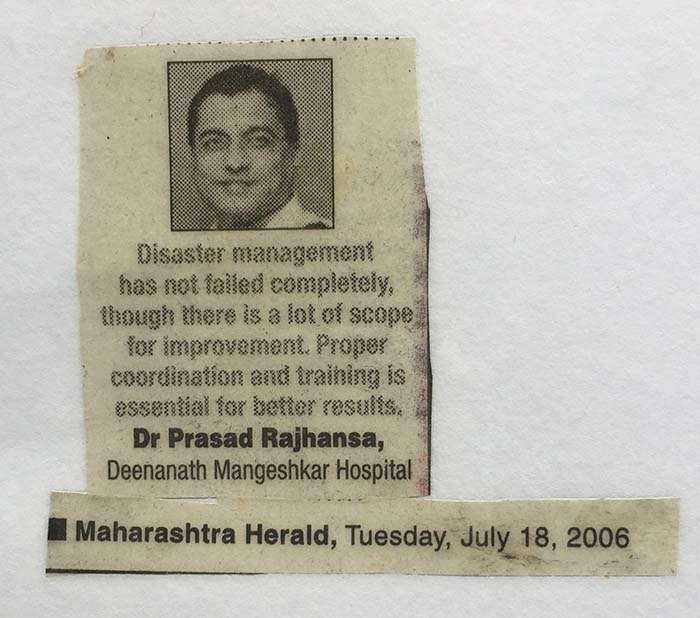 Disaster management
has not failed completely,
though there is a lot of scope
for improvement. Proper
coordination and training is
essential for better results.
Dr Prasad Rajhansa,
Deenanath Mangeshkar Hospital
Maharashtra Herald, Tuesday, July 18, 2006